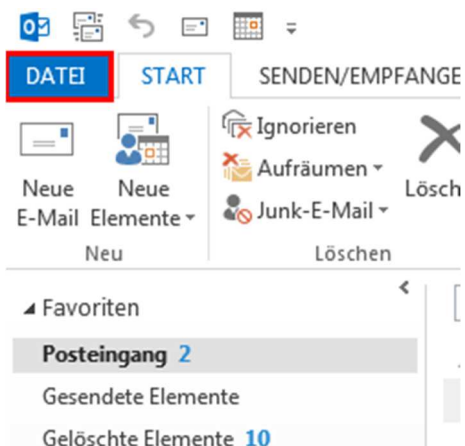 DATEI START SENDEN/EMPFANGE
Ignorieren
Aufräumen
Junk-E-Mail
Neue E-Mail
Neue Elemente
Lösch
Neu
Löschen
Favoriten
Posteingang 2
Gesendete Elemente
Gelöschte Elemente 10